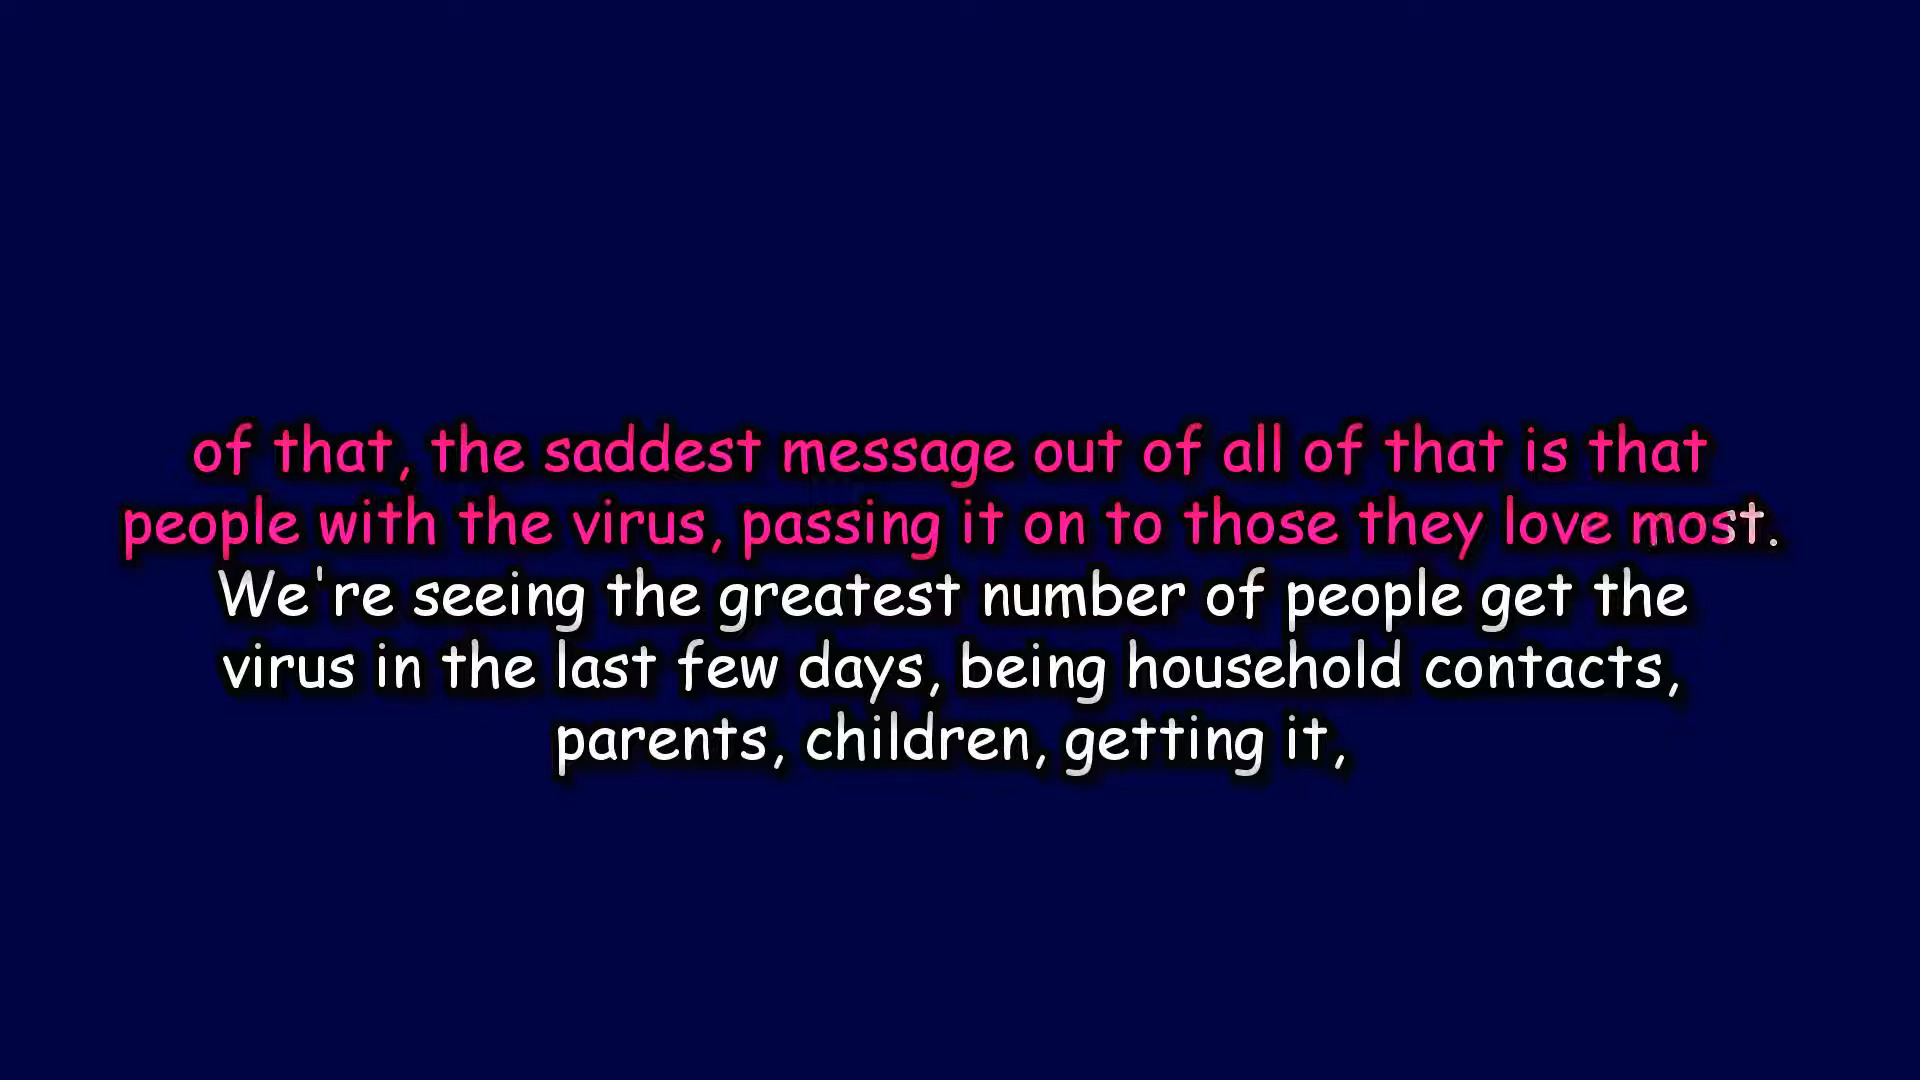 of that, the saddest message out of all of that is that
people with the virus, passing it on to those they love most.
We're seeing the greatest number of people get the
virus in the last few days, being household contacts,
parents, children, getting it,